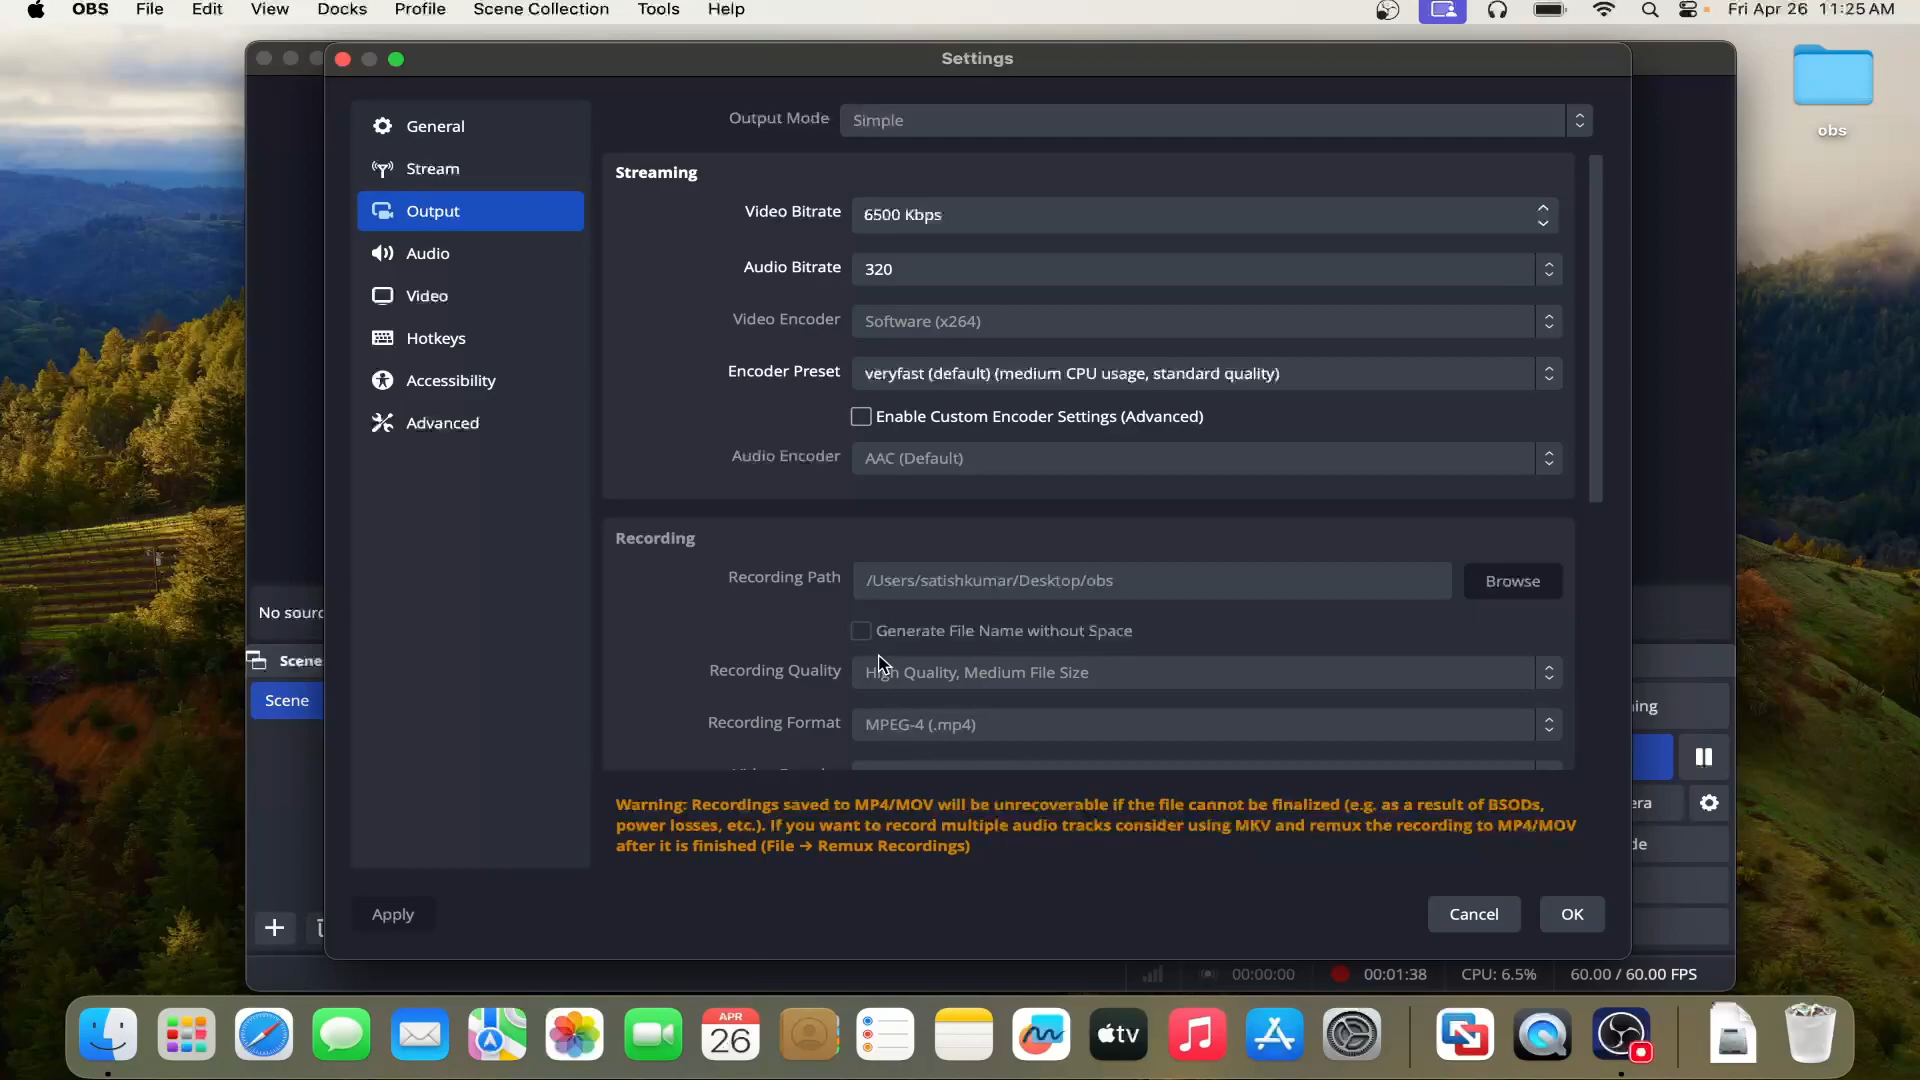 OBS File Edit View Docks Profile Scene Collection Tools Help Fri Apr 26 11:25 AM
Settings
obs
General
Stream
Output
Audio
Video
Hotkeys
Accessibility
Advanced
Output Mode Simple
Streaming
Video Bitrate 6500 Kbps
Audio Bitrate 320
Video Encoder Software (x264)
Encoder Preset veryfast (default) (medium CPU usage, standard quality)
Enable Custom Encoder Settings (Advanced)
Audio Encoder AAC (Default)
Recording
Recording Path /Users/satishkumar/Desktop/obs Browse
Generate File Name without Space
Recording Quality High Quality, Medium File Size
Recording Format MPEG-4 (.mp4)
Warning: Recordings saved to MP4/MOV will be unrecoverable if the file cannot be finalized (e.g. as a result of BSODs,
power losses, etc.). If you want to record multiple audio tracks consider using MKV and remux the recording to MP4/MOV
after it is finished (File → Remux Recordings)
Apply Cancel OK
No sourc
Scene
Scene
ning
era
de
00:00:00 00:01:38 CPU: 6.5% 60.00 / 60.00 FPS
APR
26
tv